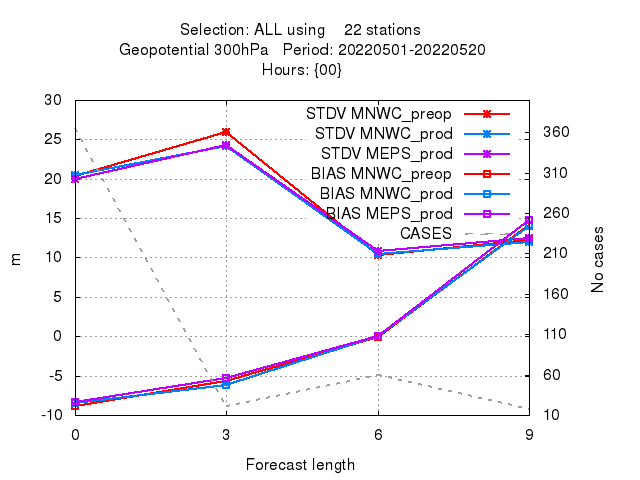 Selection: ALL using    22 stations
Geopotential 300hPa   Period: 20220501-20220520
Hours: {00}
30
25
20
15
10
5
0
-5
-10
m
STDV MNWC_preop
STDV MNWC_prod
STDV MEPS_prod
BIAS MNWC_preop
BIAS MNWC_prod
BIAS MEPS_prod
CASES
360
310
260
210
160
110
60
10
No cases
0 3 6 9
Forecast length